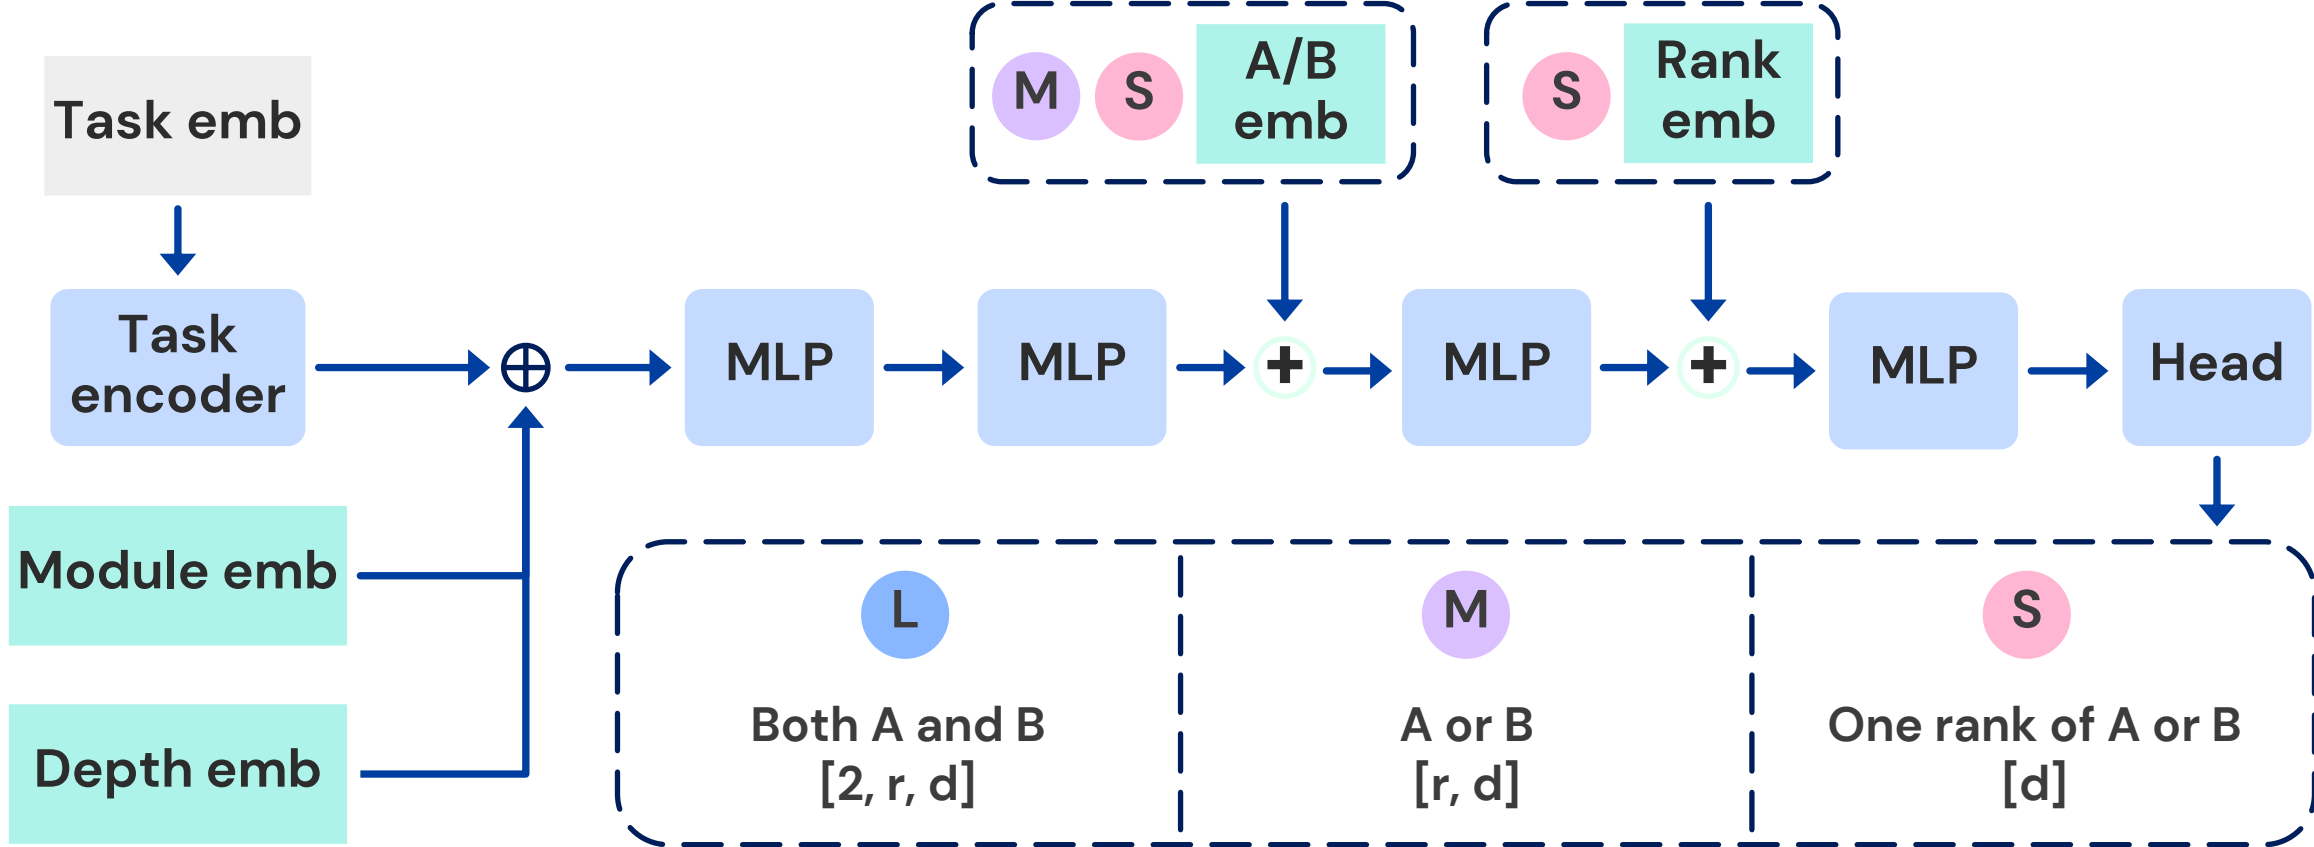 M
S
A/B
emb
S
Rank
emb
Task emb
Task
encoder
MLP
MLP
MLP
MLP
Head
Module emb
Depth emb
L
Both A and B
[2, r, d]
M
A or B
[r, d]
S
One rank of A or B
[d]